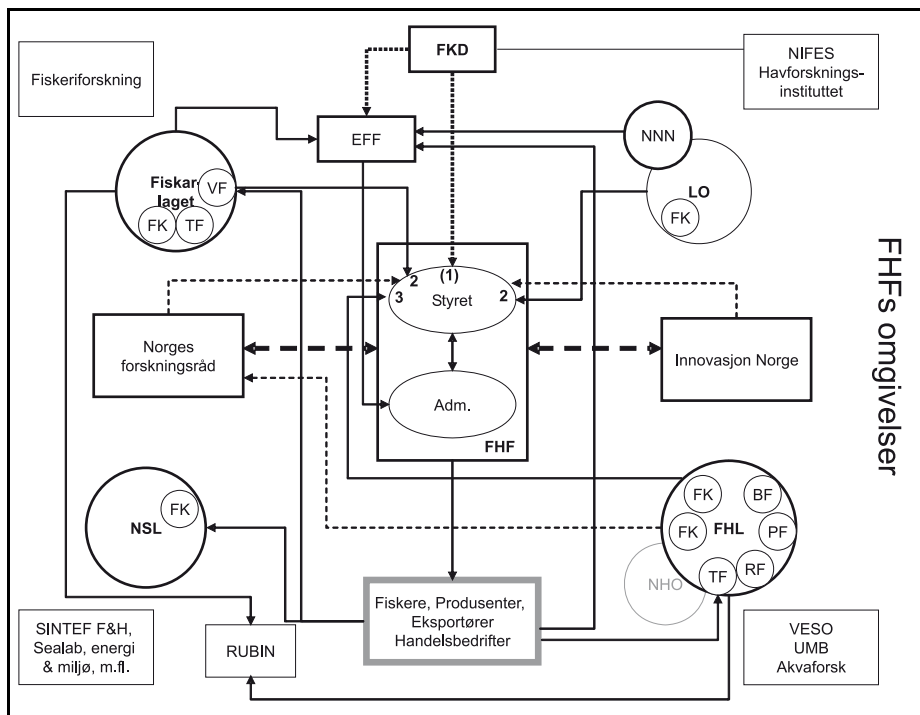 FKD
NIFES
Havforsknings-
instituttet
Fiskeriforskning
EFF
NNN
LO
FK
Fiskar-
laget
VF
FK
TF
(1)
2
3
2
Styret
Norges
forskningsråd
Innovasjon Norge
Adm.
FHF
FHFs omgivelser
NSL
FK
FK
BF
FK
FHL
PF
TF
RF
NHO
Fiskere, Produsenter,
Eksportører
Handelsbedrifter
SINTEF F&H,
Sealab, energi
& miljø, m.fl.
RUBIN
VESO
UMB
Akvaforsk